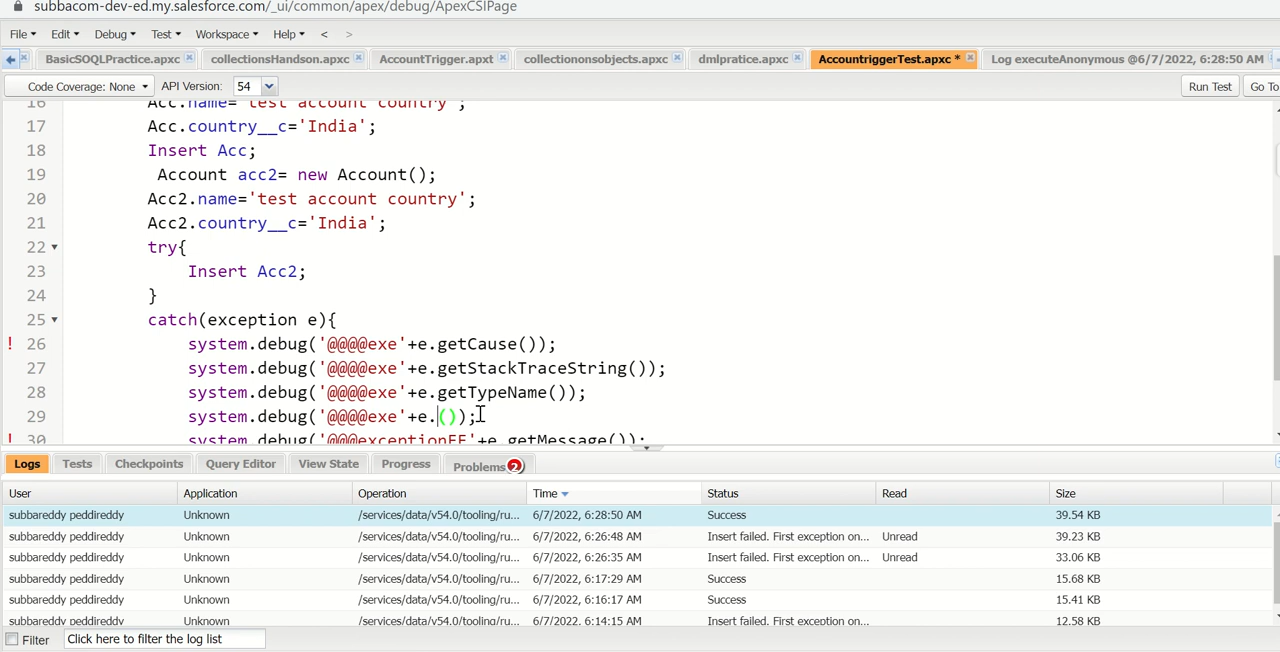 subbacom-dev-ed.my.salesforce.com/_ui/common/apex/debug/ApexCSIPage
File Edit Debug Test Workspace Help < >
BasicSOQLPractice.apxc collectionsHandson.apxc AccountTrigger.apxt collectiononsobjects.apxc dmlpratice.apxc AccountriggerTest.apxc * Log executeAnonymous @6/7/2022, 6:28:50 AM
Code Coverage: None API Version: 54 Run Test Go To
16 Acc.name= 'test account country';
17 Acc.country__c='India';
18 Insert Acc;
19 Account acc2= new Account();
20 Acc2.name='test account country';
21 Acc2.country__c='India';
22 try{
23 Insert Acc2;
24 }
25 catch(exception e){
! 26 system.debug('@@@@exe'+e.getCause());
27 system.debug('@@@@exe'+e.getStackTraceString());
28 system.debug('@@@@exe'+e.getTypeName());
29 system.debug('@@@@exe'+e.());
! 30 system.debug('@@@exceptionEE'+e.getMessage());
Logs Tests Checkpoints Query Editor View State Progress Problems 2
User Application Operation Time Status Read Size
subbareddy peddireddy Unknown /services/data/v54.0/tooling/ru... 6/7/2022, 6:28:50 AM Success 39.54 KB
subbareddy peddireddy Unknown /services/data/v54.0/tooling/ru... 6/7/2022, 6:26:48 AM Insert failed. First exception on... Unread 39.23 KB
subbareddy peddireddy Unknown /services/data/v54.0/tooling/ru... 6/7/2022, 6:26:35 AM Insert failed. First exception on... Unread 33.06 KB
subbareddy peddireddy Unknown /services/data/v54.0/tooling/ru... 6/7/2022, 6:17:29 AM Success 15.68 KB
subbareddy peddireddy Unknown /services/data/v54.0/tooling/ru... 6/7/2022, 6:16:17 AM Success 15.41 KB
subbareddy peddireddy Unknown /services/data/v54.0/tooling/ru... 6/7/2022, 6:14:15 AM Insert failed. First exception on... 12.58 KB
Filter Click here to filter the log list